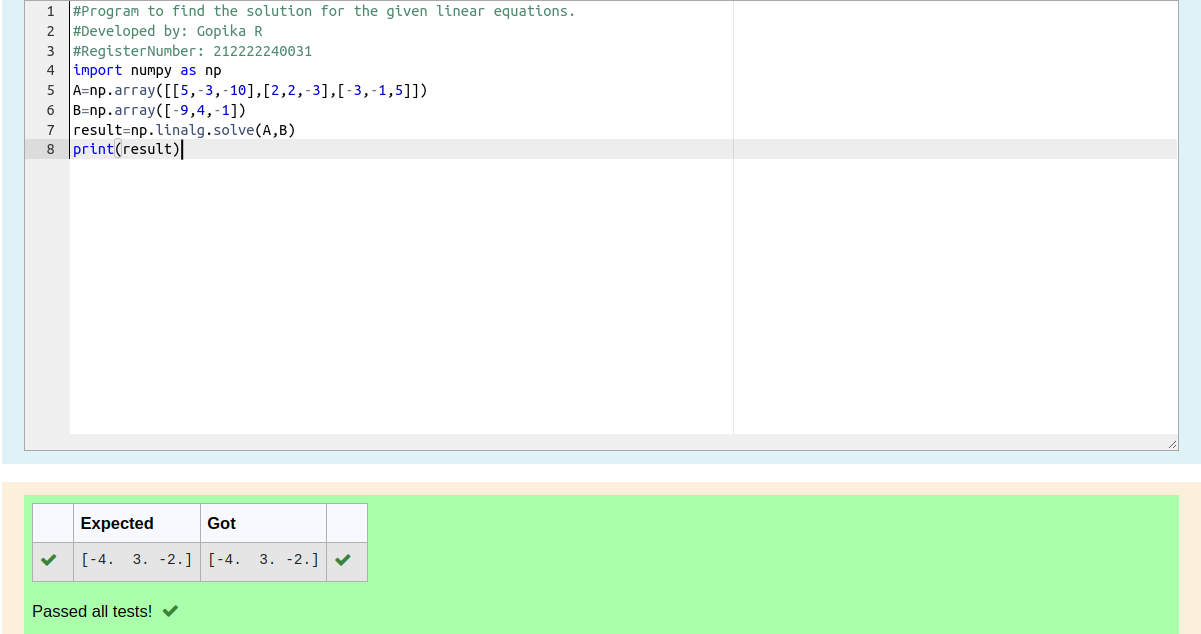 1 #Program to find the solution for the given linear equations.
2 #Developed by: Gopika R
3 #RegisterNumber: 212222240031
4 import numpy as np
5 A=np.array([[5,-3,-10],[2,2,-3],[-3,-1,5]])
6 B=np.array([-9,4,-1])
7 result=np.linalg.solve(A,B)
8 print(result)
Expected Got
[-4.  3. -2.] [-4.  3. -2.]
Passed all tests!